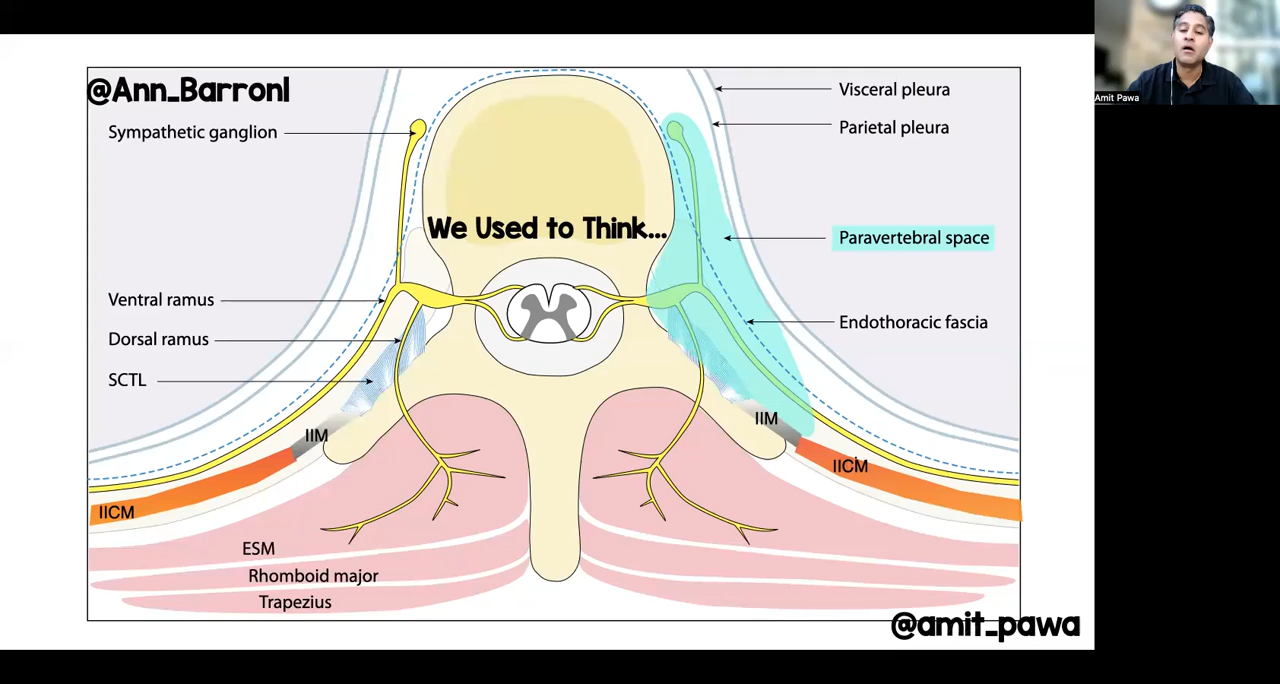 @Ann_Barron1
Sympathetic ganglion
We Used to Think...
Ventral ramus
Dorsal ramus
SCTL
IIM
IICM
ESM
Rhomboid major
Trapezius
Visceral pleura
Parietal pleura
Paravertebral space
Endothoracic fascia
IIM
IICM
@amit_pawa
Amit Pawa